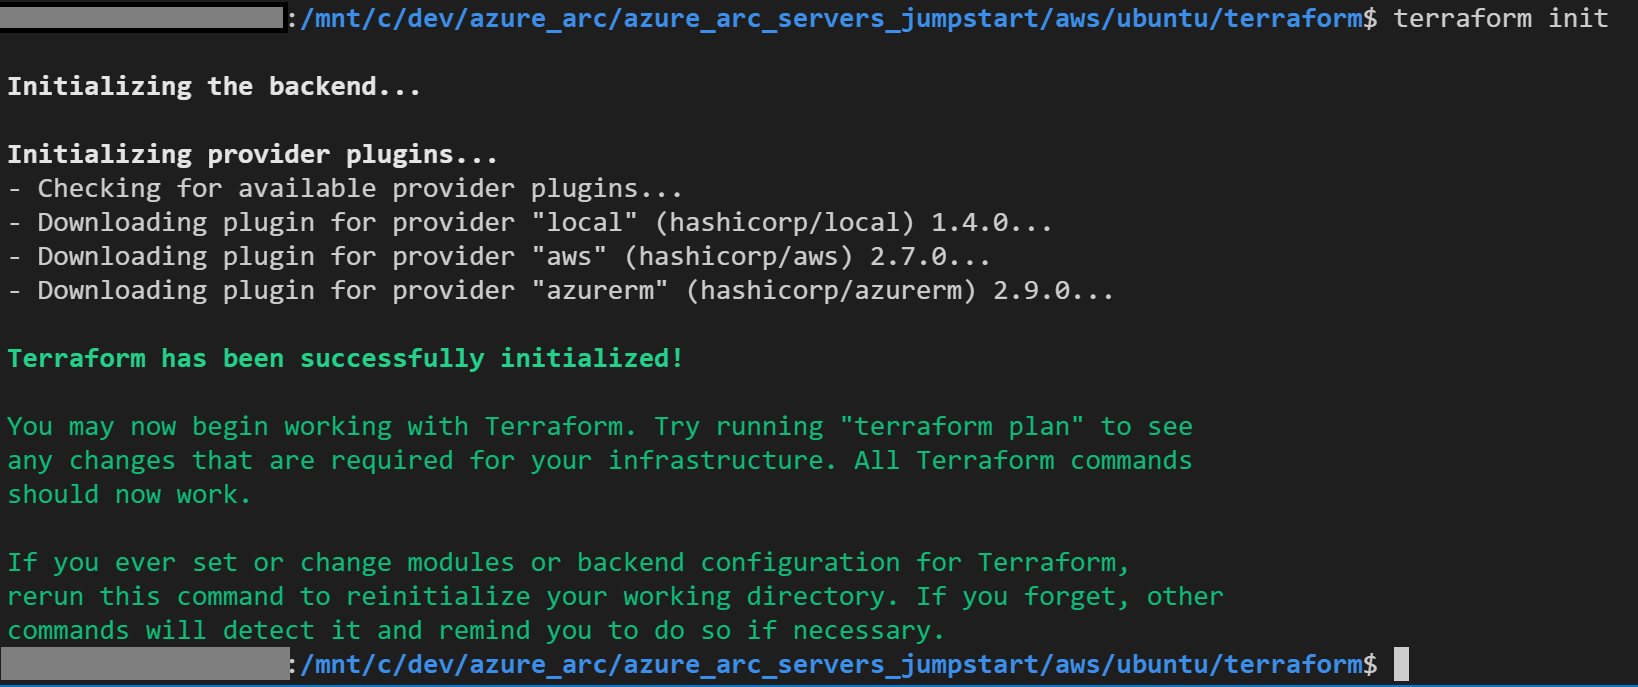 :/mnt/c/dev/azure_arc/azure_arc_servers_jumpstart/aws/ubuntu/terraform$ terraform init
Initializing the backend...
Initializing provider plugins...
- Checking for available provider plugins...
- Downloading plugin for provider "local" (hashicorp/local) 1.4.0...
- Downloading plugin for provider "aws" (hashicorp/aws) 2.7.0...
- Downloading plugin for provider "azurerm" (hashicorp/azurerm) 2.9.0...
Terraform has been successfully initialized!
You may now begin working with Terraform. Try running "terraform plan" to see
any changes that are required for your infrastructure. All Terraform commands
should now work.
If you ever set or change modules or backend configuration for Terraform,
rerun this command to reinitialize your working directory. If you forget, other
commands will detect it and remind you to do so if necessary.
:/mnt/c/dev/azure_arc/azure_arc_servers_jumpstart/aws/ubuntu/terraform$